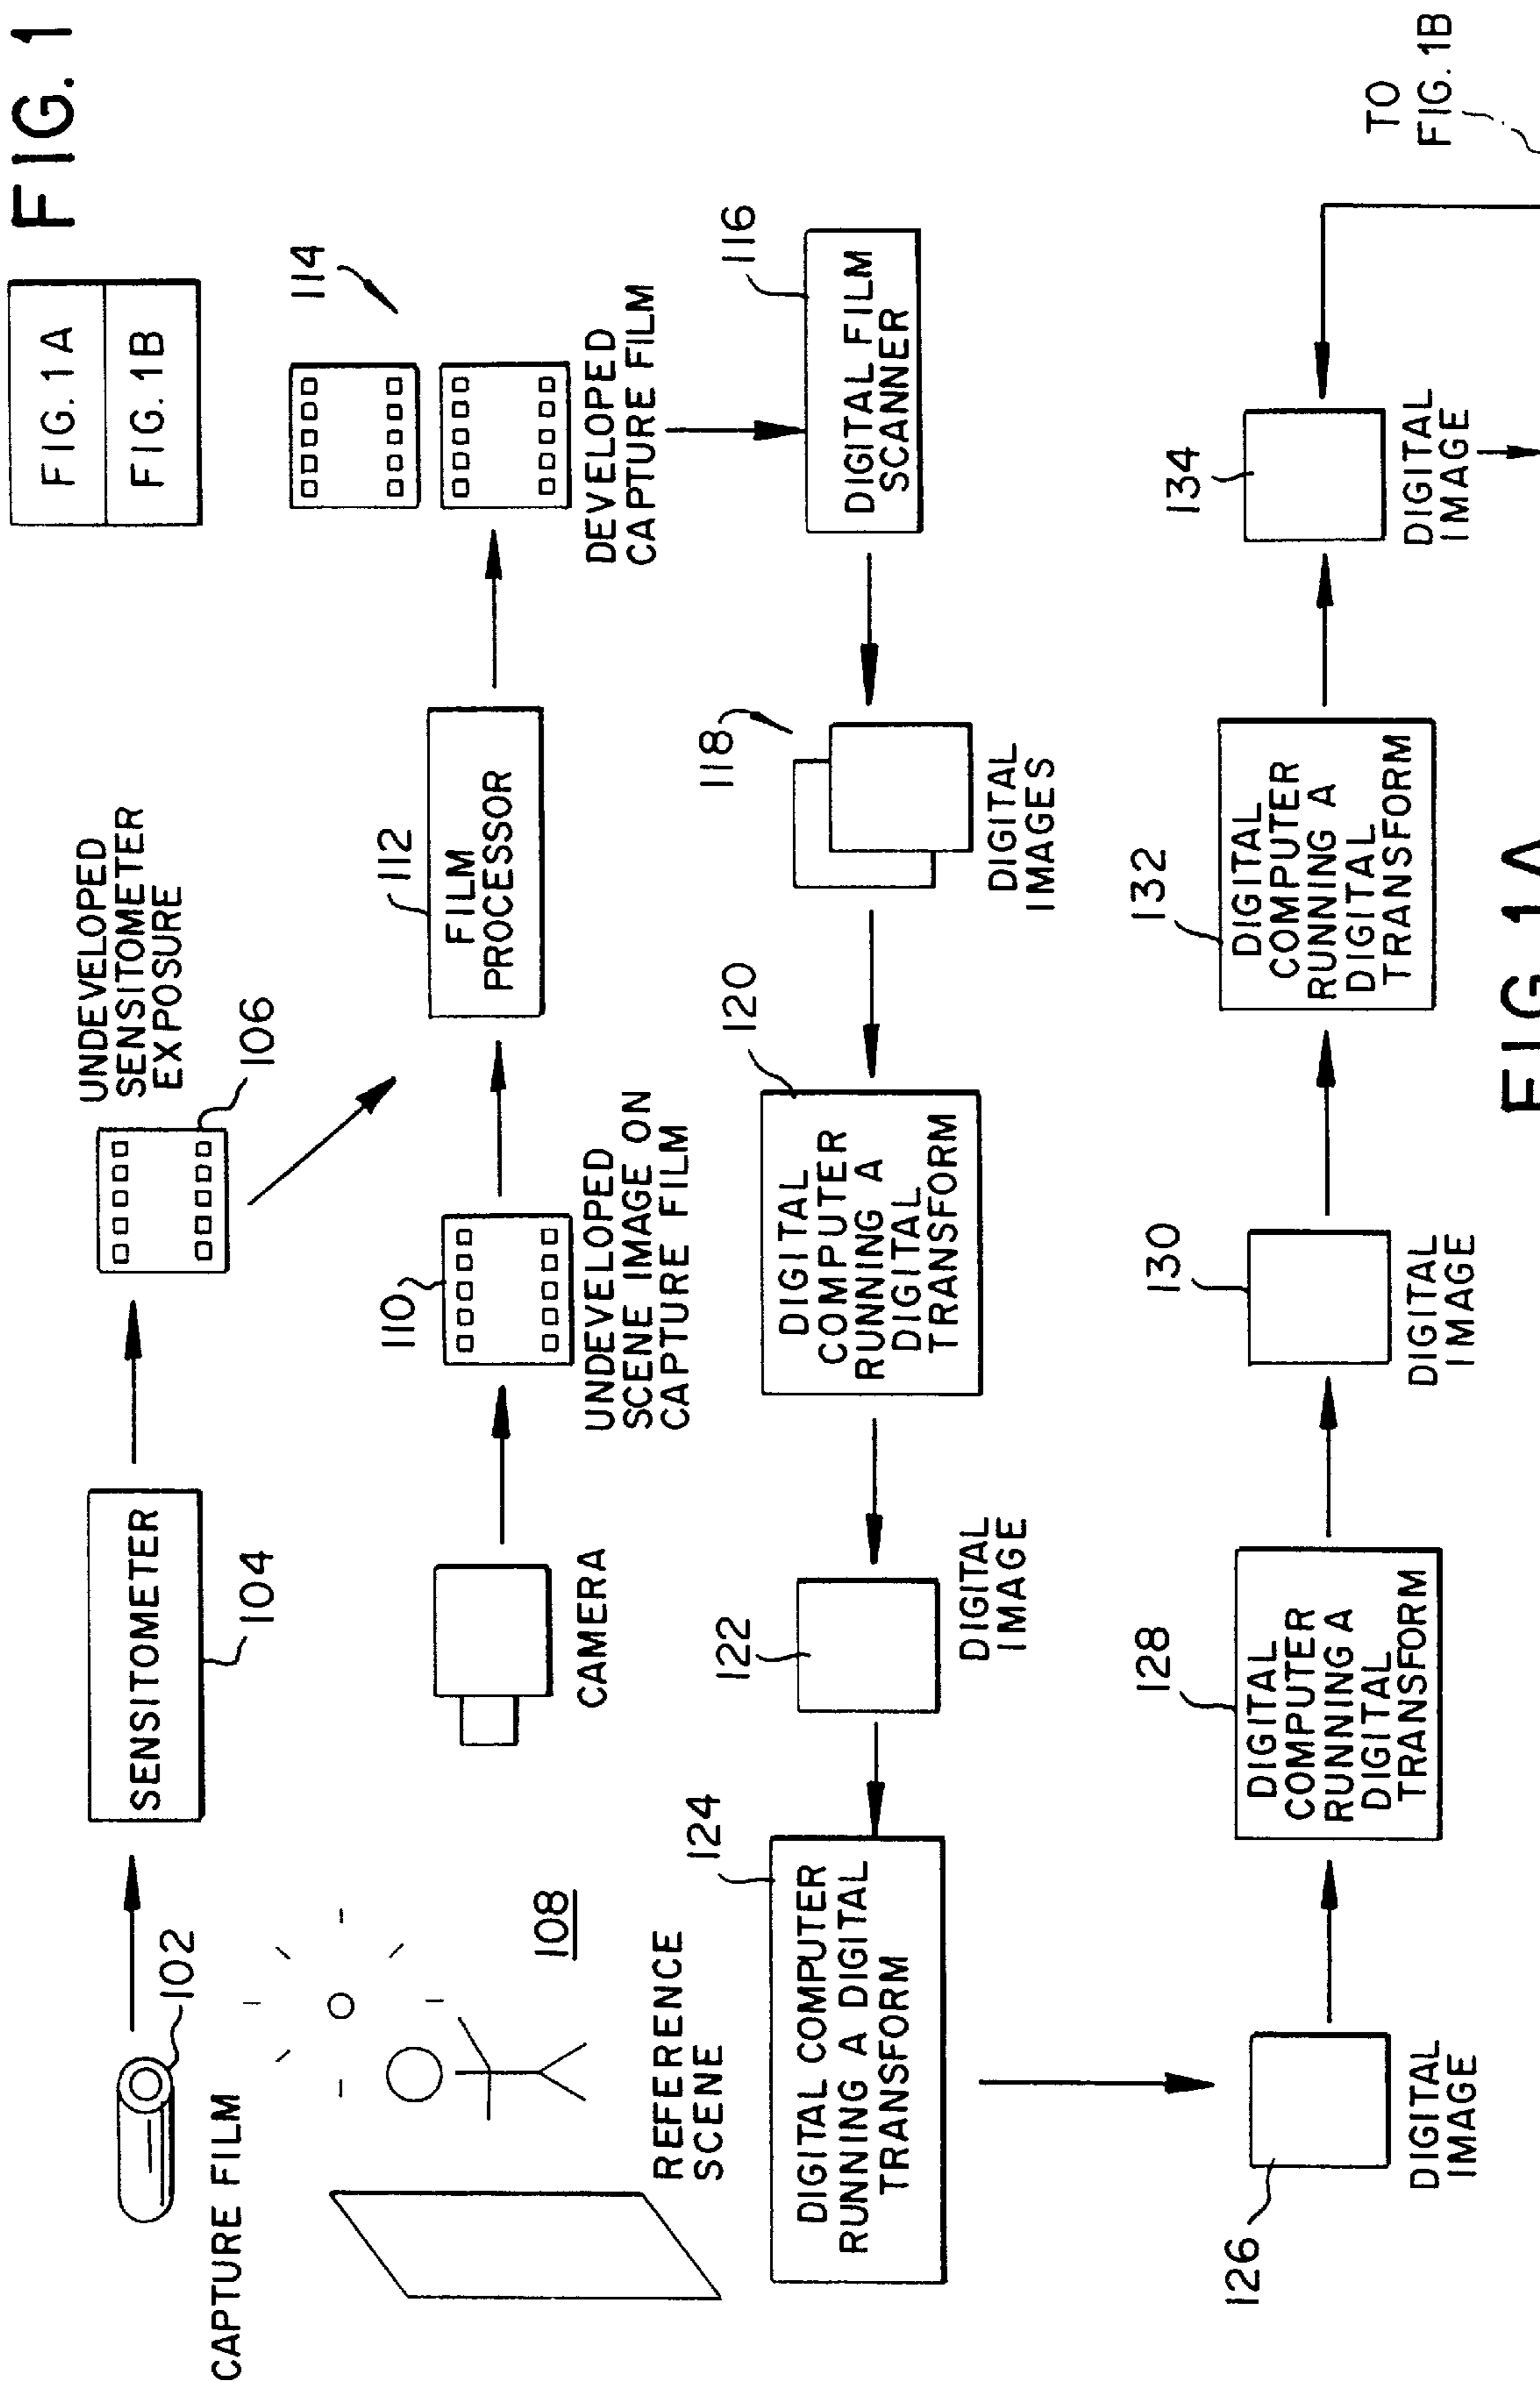 FIG. 1
FIG. 1A
FIG. 1B
CAPTURE FILM
102
SENSITOMETER
104
UNDEVELOPED
SENSITOMETER
EXPOSURE
106
108
REFERENCE
SCENE
CAMERA
110
UNDEVELOPED
SCENE IMAGE ON
CAPTURE FILM
112
FILM
PROCESSOR
114
DEVELOPED
CAPTURE FILM
116
DIGITAL FILM
SCANNER
118
DIGITAL
IMAGES
120
DIGITAL
COMPUTER
RUNNING A
DIGITAL
TRANSFORM
122
DIGITAL
IMAGE
124
DIGITAL COMPUTER
RUNNING A DIGITAL
TRANSFORM
126
DIGITAL
IMAGE
128
DIGITAL
COMPUTER
RUNNING A
DIGITAL
TRANSFORM
130
DIGITAL
IMAGE
132
DIGITAL
COMPUTER
RUNNING A
DIGITAL
TRANSFORM
134
DIGITAL
IMAGE
TO
FIG. 1B
FIG. 1A